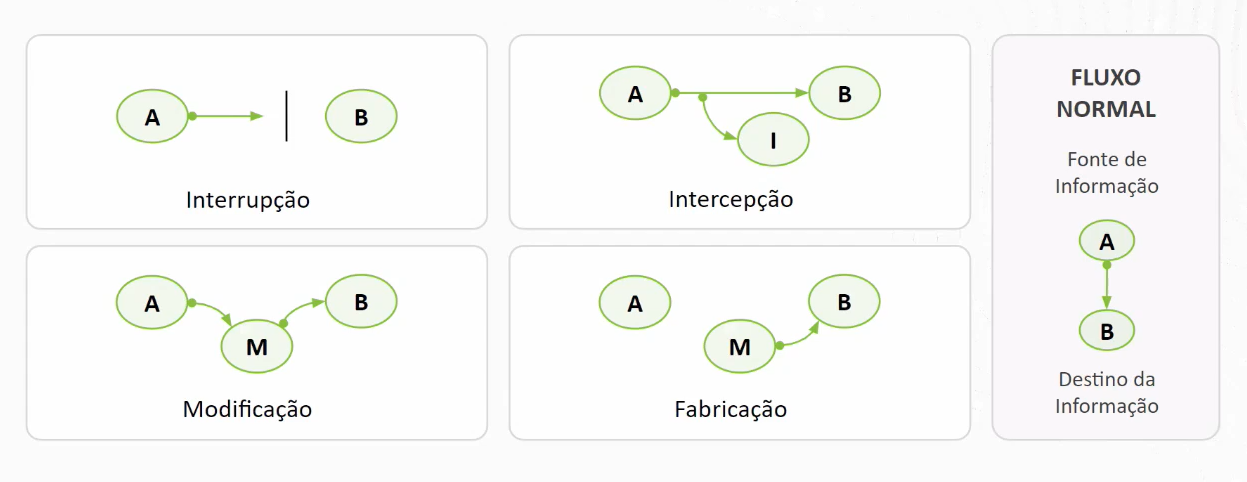 A
B
Interrupção
A
B
I
Intercepção
A
B
M
Modificação
A
B
M
Fabricação
FLUXO
NORMAL
Fonte de
Informação
A
B
Destino da
Informação